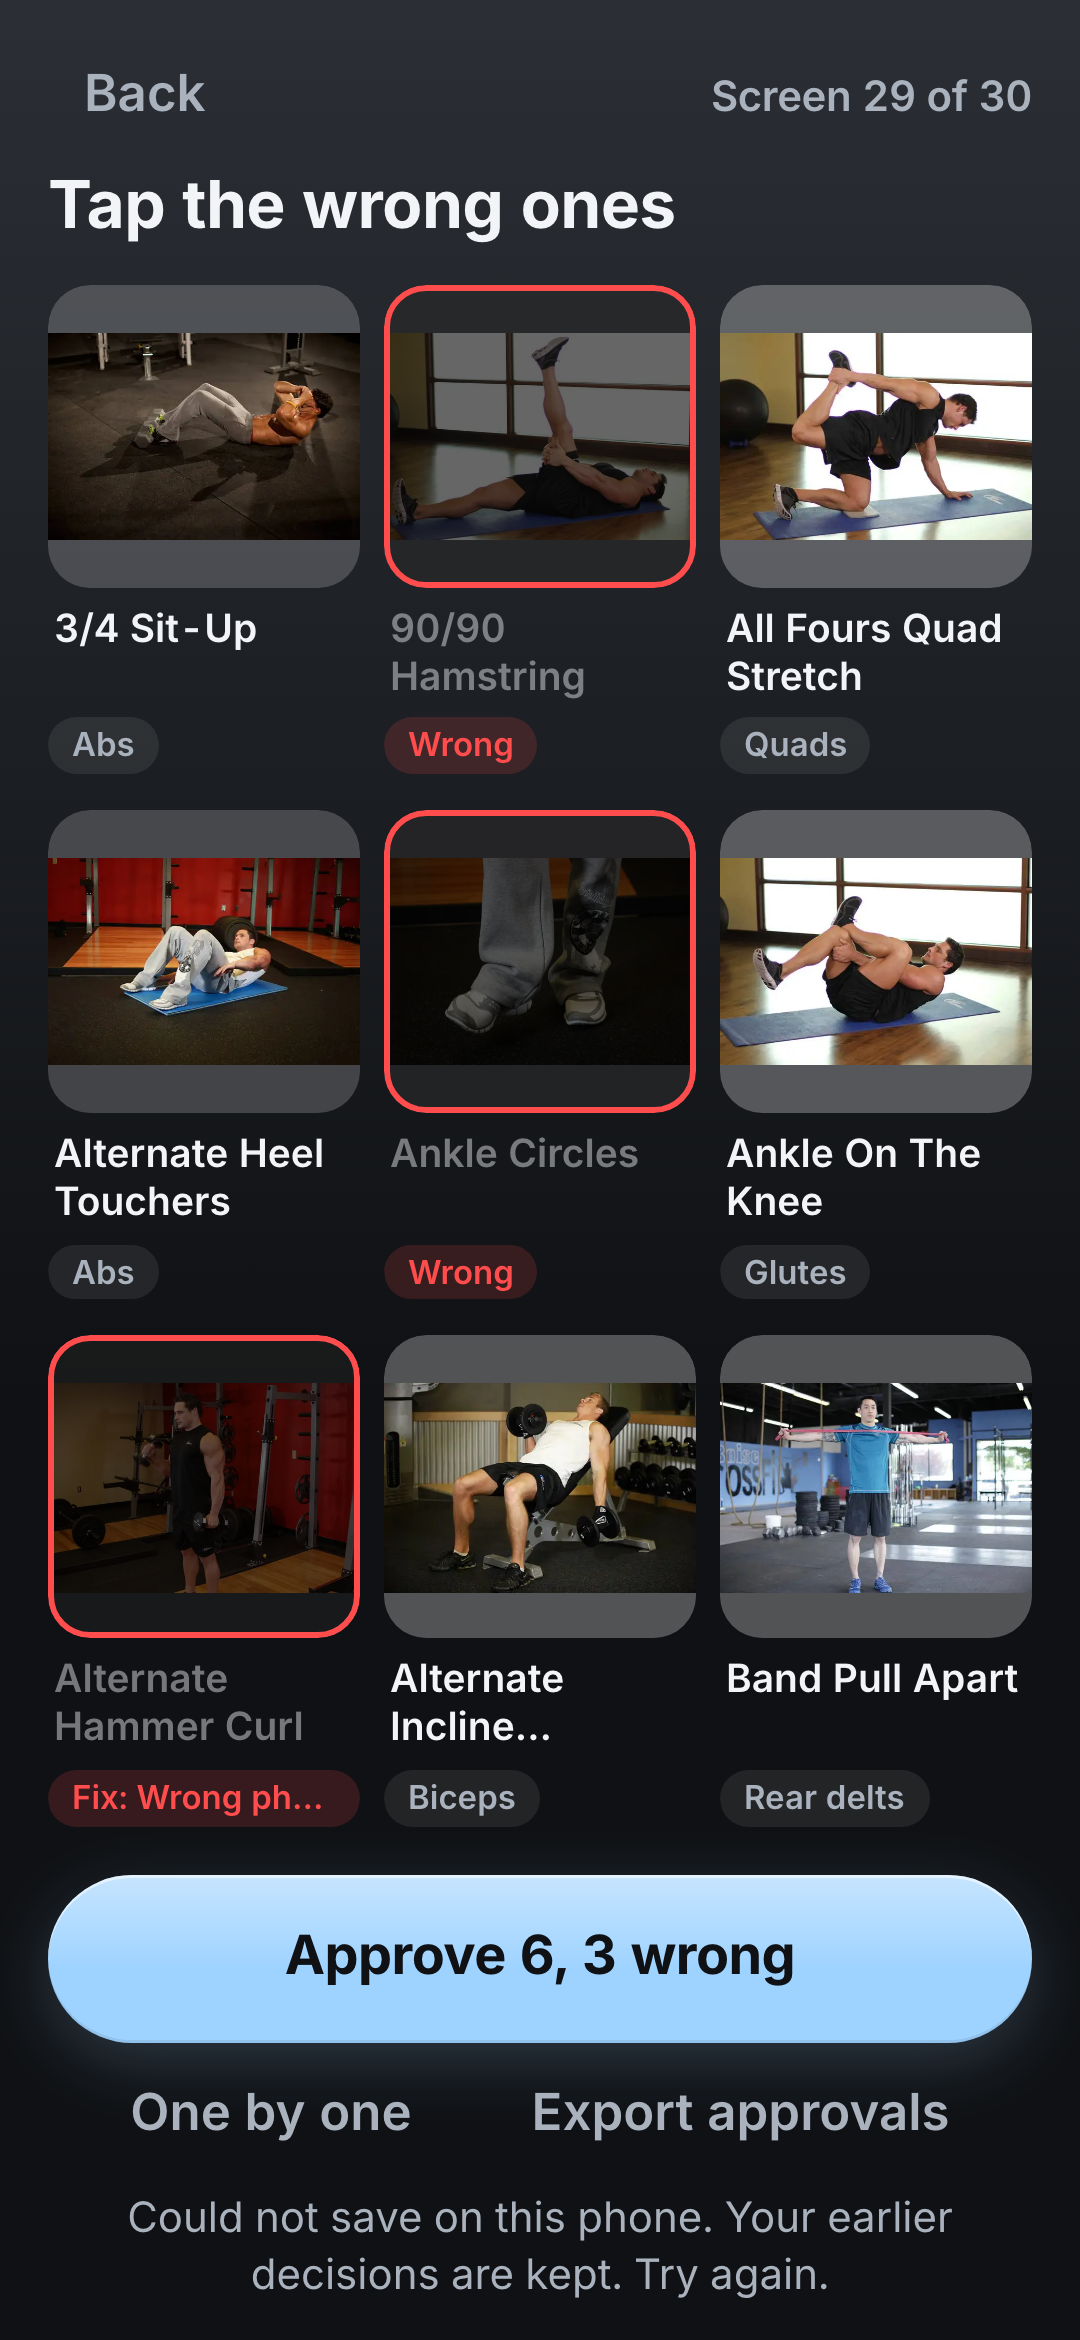 Back
Screen 29 of 30
Tap the wrong ones
3/4 Sit-Up
90/90
Hamstring
All Fours Quad
Stretch
Abs
Wrong
Quads
Alternate Heel
Touchers
Ankle Circles
Ankle On The
Knee
Abs
Wrong
Glutes
Alternate
Hammer Curl
Alternate
Incline...
Band Pull Apart
Fix: Wrong ph...
Biceps
Rear delts
Approve 6, 3 wrong
One by one
Export approvals
Could not save on this phone. Your earlier
decisions are kept. Try again.